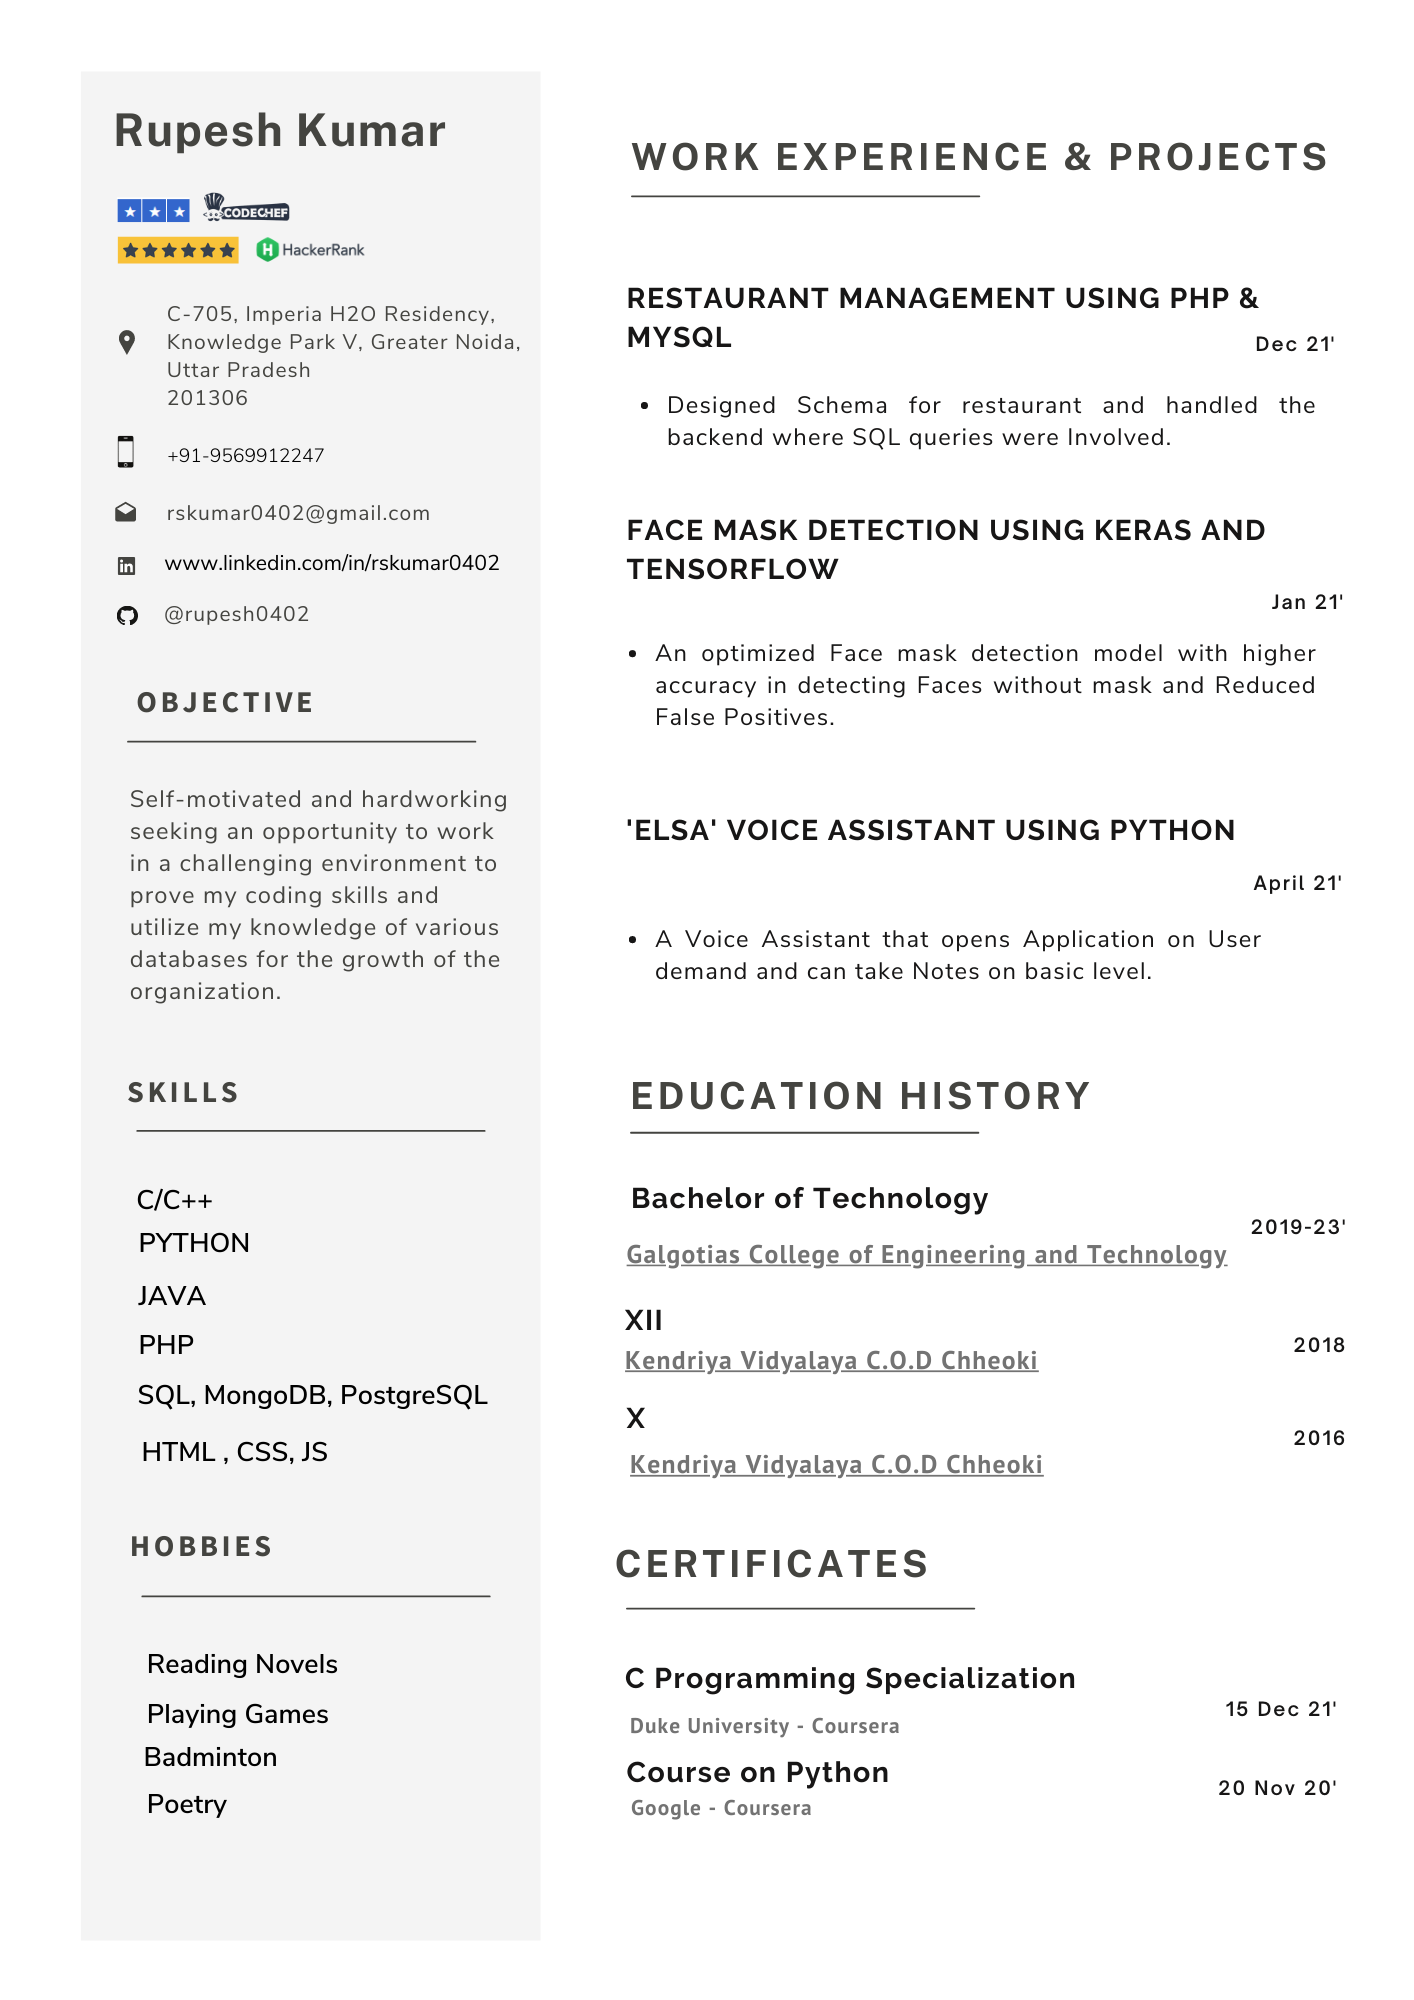 Rupesh Kumar
CODECHEF
HackerRank
C-705, Imperia H2O Residency,
Knowledge Park V, Greater Noida,
Uttar Pradesh
201306
+91-9569912247
rskumar0402@gmail.com
www.linkedin.com/in/rskumar0402
@rupesh0402
OBJECTIVE
Self-motivated and hardworking
seeking an opportunity to work
in a challenging environment to
prove my coding skills and
utilize my knowledge of various
databases for the growth of the
organization.
SKILLS
C/C++
PYTHON
JAVA
PHP
SQL, MongoDB, PostgreSQL
HTML , CSS, JS
HOBBIES
Reading Novels
Playing Games
Badminton
Poetry
WORK EXPERIENCE & PROJECTS
RESTAURANT MANAGEMENT USING PHP &
MYSQL
Dec 21'
• Designed Schema for restaurant and handled the
backend where SQL queries were Involved.
FACE MASK DETECTION USING KERAS AND
TENSORFLOW
Jan 21'
• An optimized Face mask detection model with higher
accuracy in detecting Faces without mask and Reduced
False Positives.
'ELSA' VOICE ASSISTANT USING PYTHON
April 21'
• A Voice Assistant that opens Application on User
demand and can take Notes on basic level.
EDUCATION HISTORY
Bachelor of Technology
2019-23'
Galgotias College of Engineering and Technology
XII
2018
Kendriya Vidyalaya C.O.D Chheoki
X
2016
Kendriya Vidyalaya C.O.D Chheoki
CERTIFICATES
C Programming Specialization
15 Dec 21'
Duke University - Coursera
Course on Python
20 Nov 20'
Google - Coursera